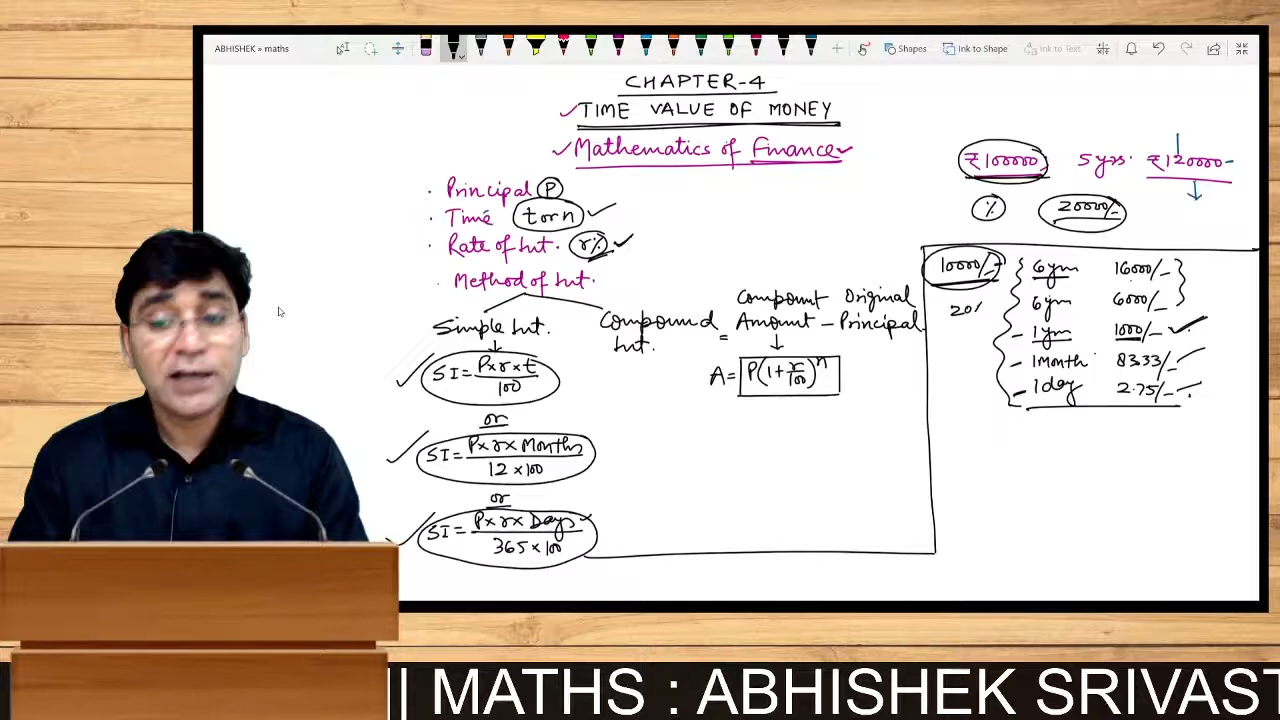 ABHISHEK » maths
Shapes
Ink to Shape
Ink to Text
CHAPTER-4
TIME VALUE OF MONEY
Mathematics of Finance
₹100000 5 yrs. ₹120000
% 20000/-
· Principal (P)
· Time t or n
· Rate of Int. (r%)
· Method of Int.
Simple Int.
Compound Int. = Compound Amount - Original Principal
SI = P×r×t / 100
A = P(1+r/100)^n
or
SI = P×r×Months / 12×100
or
SI = P×r×Days / 365×100
10000/- 6 yrs 16000/-
20% 6 yrs 6000/-
1 yrs 1000/-
1 Month 83.33/-
1 day 2.75/-
|| MATHS : ABHISHEK SRIVAST